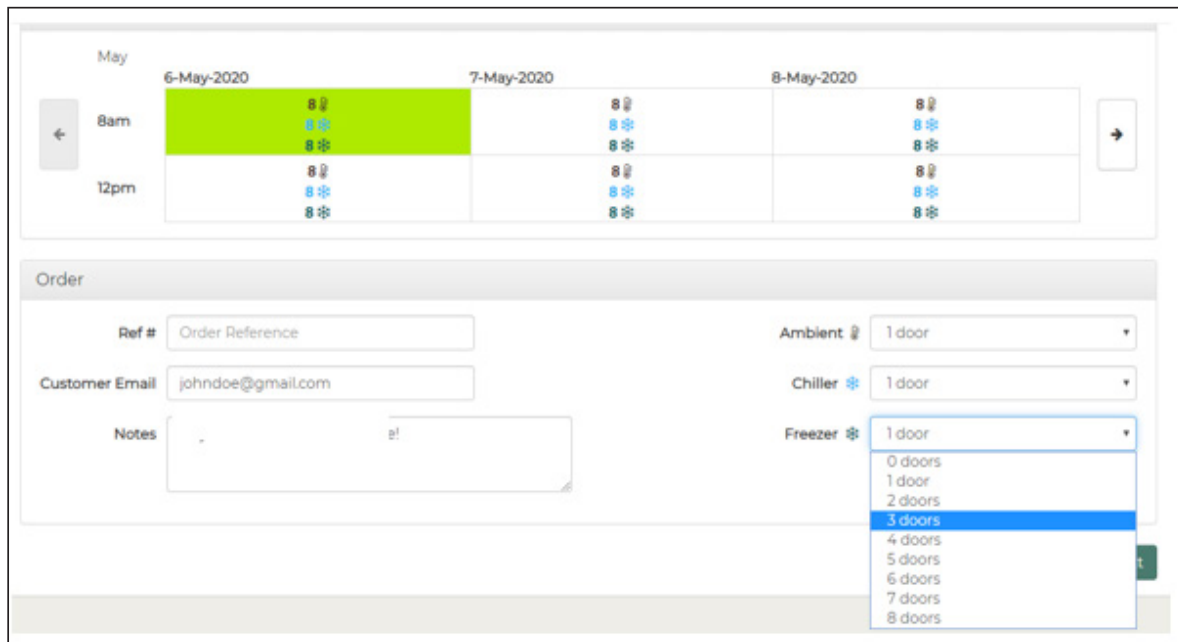 May
6-May-2020 7-May-2020 8-May-2020
8am
8 8 8
8 8 8
8 8 8
12pm
8 8 8
8 8 8
8 8 8
Order
Ref # Order Reference
Ambient 1 door
Customer Email johndoe@gmail.com
Chiller 1 door
Notes e!
Freezer 1 door
0 doors
1 door
2 doors
3 doors
4 doors
5 doors
6 doors
7 doors
8 doors
t